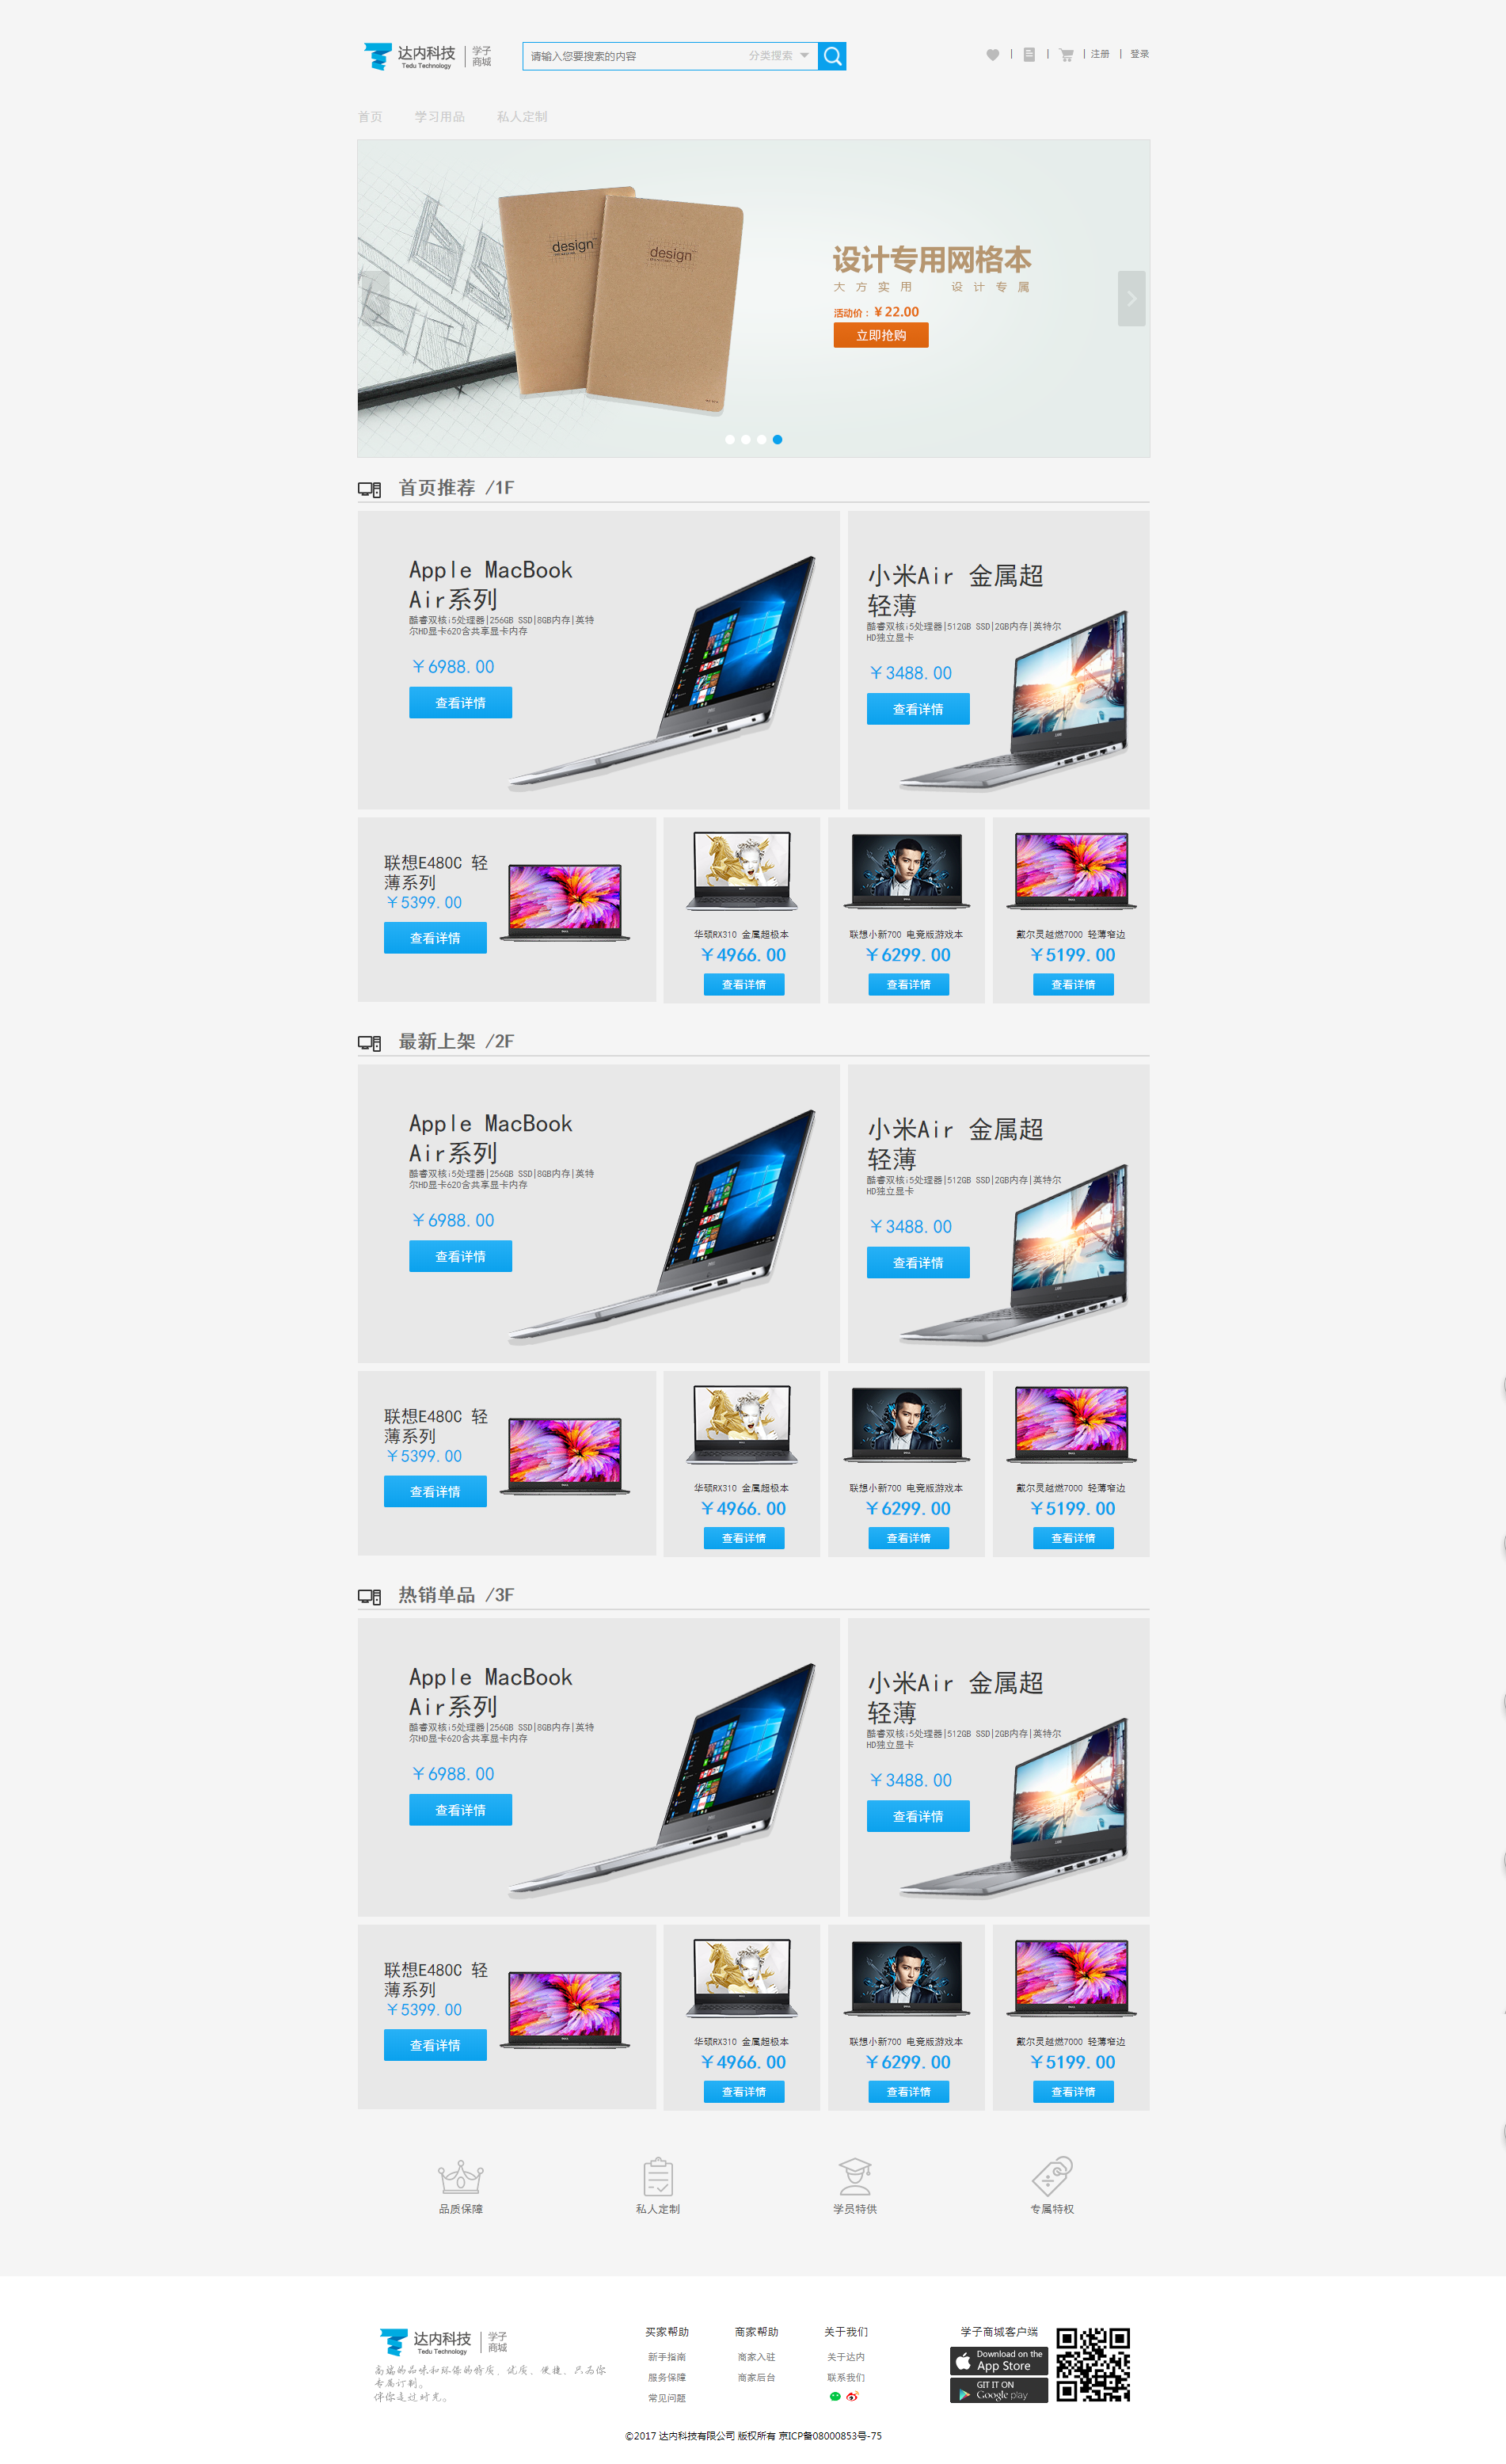 达内科技
Tedu Technology
学子
商城
请输入您要搜索的内容
分类搜索
注册
登录
首页
学习用品
私人定制
design
design
设计专用网格本
大方实用 设计专属
活动价：￥22.00
立即抢购
首页推荐 /1F
Apple MacBook
Air系列
酷睿双核i5处理器|256GB SSD|8GB内存|英特
尔HD显卡620含共享显卡内存
￥6988.00
查看详情
小米Air 金属超
轻薄
酷睿双核i5处理器|512GB SSD|2GB内存|英特尔
HD独立显卡
￥3488.00
查看详情
联想E480C 轻
薄系列
￥5399.00
查看详情
华硕RX310 金属超极本
￥4966.00
查看详情
联想小新700 电竞版游戏本
￥6299.00
查看详情
戴尔灵越燃7000 轻薄窄边
￥5199.00
查看详情
最新上架 /2F
Apple MacBook
Air系列
酷睿双核i5处理器|256GB SSD|8GB内存|英特
尔HD显卡620含共享显卡内存
￥6988.00
查看详情
小米Air 金属超
轻薄
酷睿双核i5处理器|512GB SSD|2GB内存|英特尔
HD独立显卡
￥3488.00
查看详情
联想E480C 轻
薄系列
￥5399.00
查看详情
华硕RX310 金属超极本
￥4966.00
查看详情
联想小新700 电竞版游戏本
￥6299.00
查看详情
戴尔灵越燃7000 轻薄窄边
￥5199.00
查看详情
热销单品 /3F
Apple MacBook
Air系列
酷睿双核i5处理器|256GB SSD|8GB内存|英特
尔HD显卡620含共享显卡内存
￥6988.00
查看详情
小米Air 金属超
轻薄
酷睿双核i5处理器|512GB SSD|2GB内存|英特尔
HD独立显卡
￥3488.00
查看详情
联想E480C 轻
薄系列
￥5399.00
查看详情
华硕RX310 金属超极本
￥4966.00
查看详情
联想小新700 电竞版游戏本
￥6299.00
查看详情
戴尔灵越燃7000 轻薄窄边
￥5199.00
查看详情
品质保障
私人定制
学员特供
专属特权
达内科技
Tedu Technology
学子
商城
高端的品味和环保的特质、优质、便捷、只为你
专属订制。
伴你走过时光。
买家帮助
新手指南
服务保障
常见问题
商家帮助
商家入驻
商家后台
关于我们
关于达内
联系我们
学子商城客户端
Download on the
App Store
GIT IT ON
Google play
©2017 达内科技有限公司 版权所有 京ICP备08000853号-75